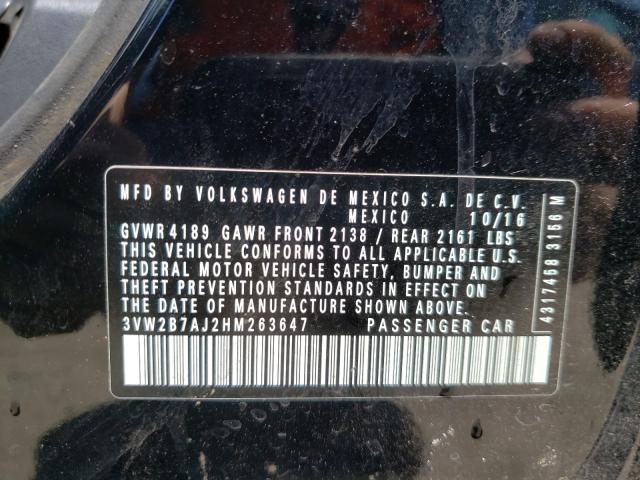 MFD BY VOLKSWAGEN DE MEXICO S.A. DE C.V.
MEXICO 10/16
GVWR 4189 GAWR FRONT 2138 / REAR 2161 LBS
THIS VEHICLE CONFORMS TO ALL APPLICABLE U.S.
FEDERAL MOTOR VEHICLE SAFETY, BUMPER AND
THEFT PREVENTION STANDARDS IN EFFECT ON
THE DATE OF MANUFACTURE SHOWN ABOVE.
3VW2B7AJ2HM263647 PASSENGER CAR
4317458 3166 M